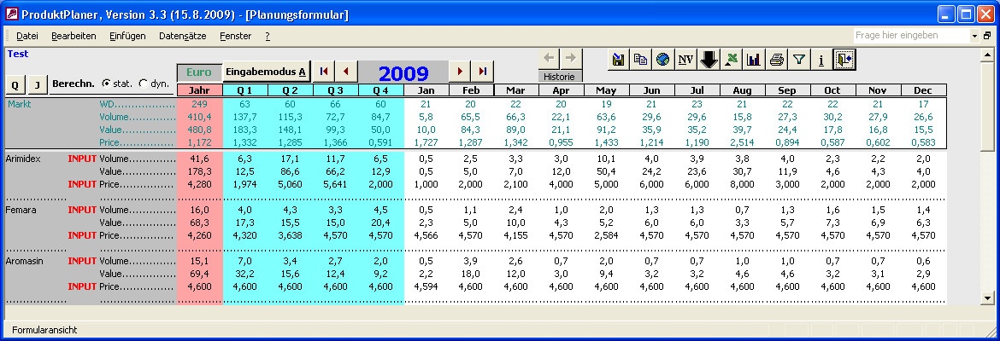 ProduktPlaner, Version 3.3 (15.8.2009) - [Planungsformular]
Datei Bearbeiten Einfügen Datensätze Fenster ? Frage hier eingeben
Test
Euro Eingabemodus A 2009 NV
Historie
Q J Berechn. stat. dyn.
Jahr Q 1 Q 2 Q 3 Q 4 Jan Feb Mar Apr May Jun Jul Aug Sep Oct Nov Dec
Markt WD................. 249 63 60 66 60 21 20 22 20 19 21 23 21 22 22 21 17
Volume............. 410,4 137,7 115,3 72,7 84,7 5,8 65,5 66,3 22,1 63,6 29,6 29,6 15,8 27,3 30,2 27,9 26,6
Value............... 480,8 183,3 148,1 99,3 50,0 10,0 84,3 89,0 21,1 91,2 35,9 35,2 39,7 24,4 17,8 16,8 15,5
Price................ 1,172 1,332 1,285 1,366 0,591 1,727 1,287 1,342 0,955 1,433 1,214 1,190 2,514 0,894 0,587 0,602 0,583
Arimidex INPUT Volume............. 41,6 6,3 17,1 11,7 6,5 0,5 2,5 3,3 3,0 10,1 4,0 3,9 3,8 4,0 2,3 2,2 2,0
Value............... 178,3 12,5 86,6 66,2 12,9 0,5 5,0 7,0 12,0 50,4 24,2 23,6 30,7 11,9 4,6 4,3 4,0
INPUT Price................ 4,280 1,974 5,060 5,641 2,000 1,000 2,000 2,100 4,000 5,000 6,000 6,000 8,000 3,000 2,000 2,000 2,000
Femara INPUT Volume............. 16,0 4,0 4,3 3,3 4,5 0,5 1,1 2,4 1,0 2,0 1,3 1,3 0,7 1,3 1,6 1,5 1,4
Value............... 68,3 17,3 15,5 15,0 20,4 2,3 5,0 10,0 4,3 5,2 6,0 6,0 3,3 5,7 7,3 6,9 6,3
INPUT Price................ 4,260 4,320 3,638 4,570 4,570 4,566 4,570 4,155 4,570 2,584 4,570 4,570 4,570 4,570 4,570 4,570 4,570
Aromasin INPUT Volume............. 15,1 7,0 3,4 2,7 2,0 0,5 3,9 2,6 0,7 2,0 0,7 0,7 1,0 1,0 0,7 0,7 0,6
Value............... 69,4 32,2 15,6 12,4 9,2 2,2 18,0 12,0 3,0 9,4 3,2 3,2 4,6 4,6 3,2 3,1 2,9
INPUT Price................ 4,600 4,600 4,600 4,600 4,600 4,594 4,600 4,600 4,600 4,600 4,600 4,600 4,600 4,600 4,600 4,600 4,600
Formularansicht